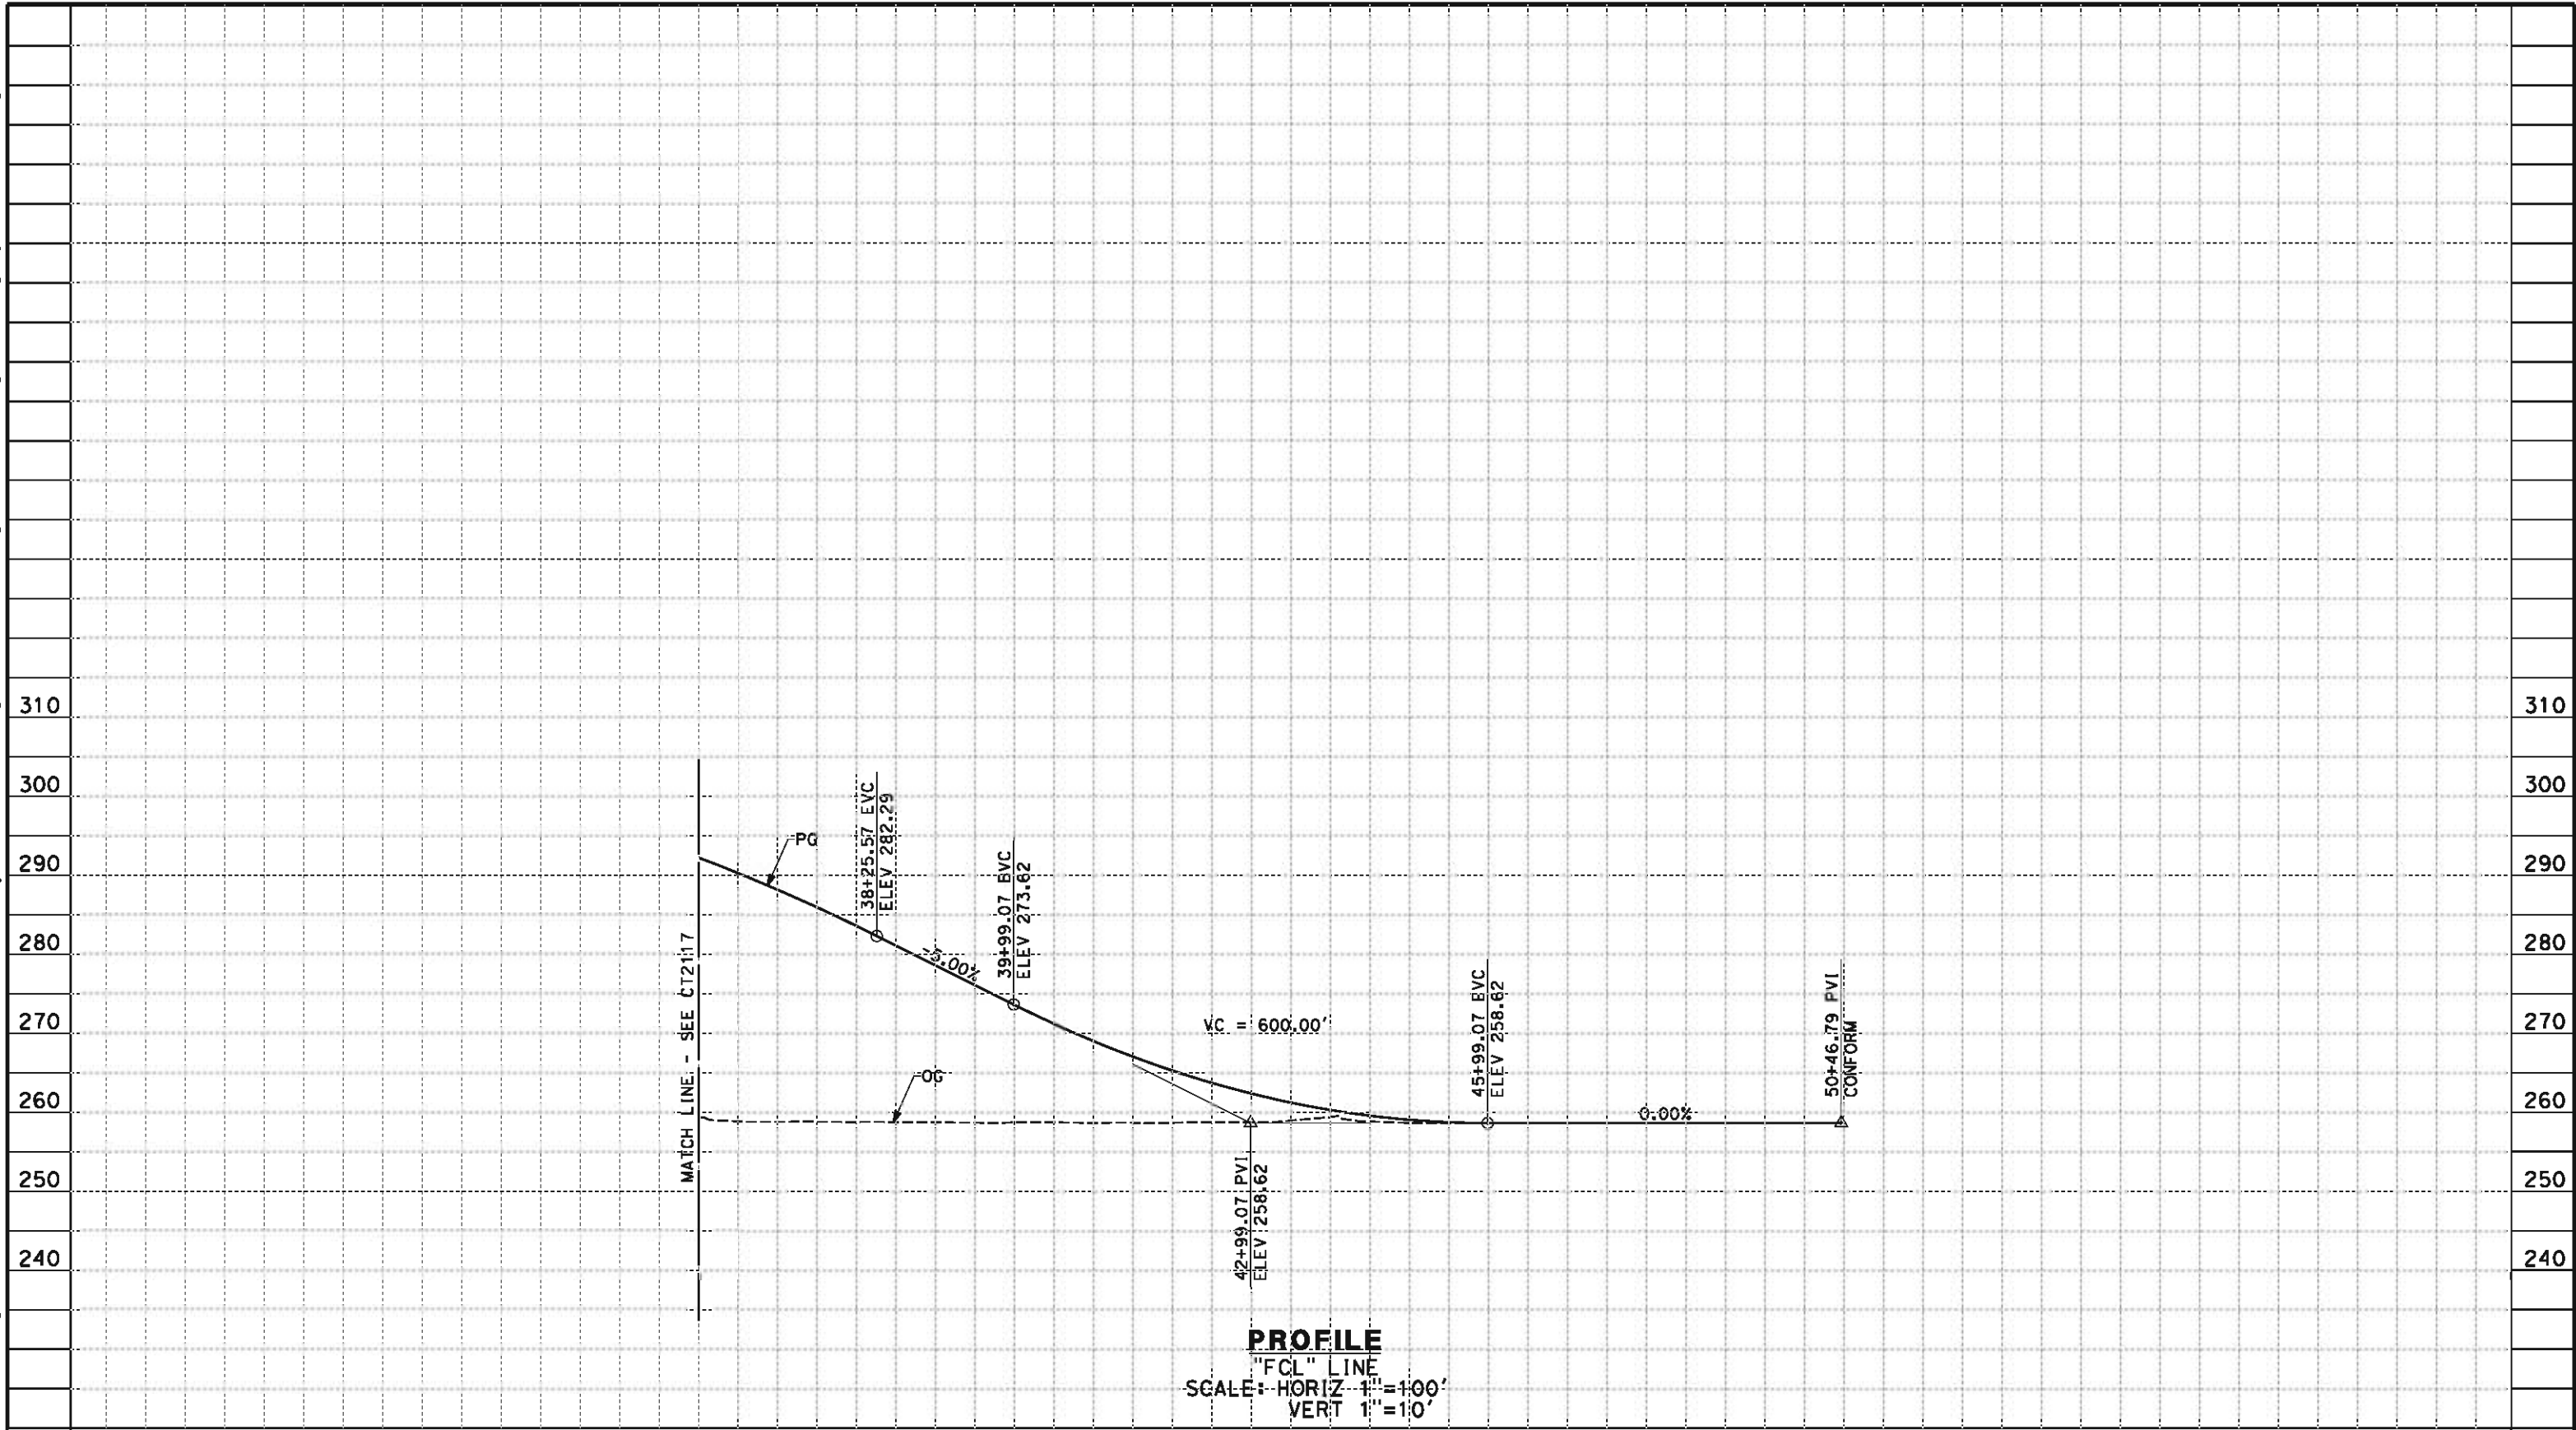 310
310
300
300
38+25.57 EVC
ELEV 282.29
PG
290
290
39+99.07 BVC
ELEV 273.62
280
280
-5.00%
MATCH LINE - SEE CT2117
45+99.07 BVC
ELEV 258.62
50+46.79 PVI
CONFORM
270
270
VC = 600.00'
OG
260
260
0.00%
250
250
42+99.07 PVI
ELEV 258.62
240
240
PROFILE
"FCL" LINE
SCALE: HORIZ 1"=100'
VERT 1"=10'